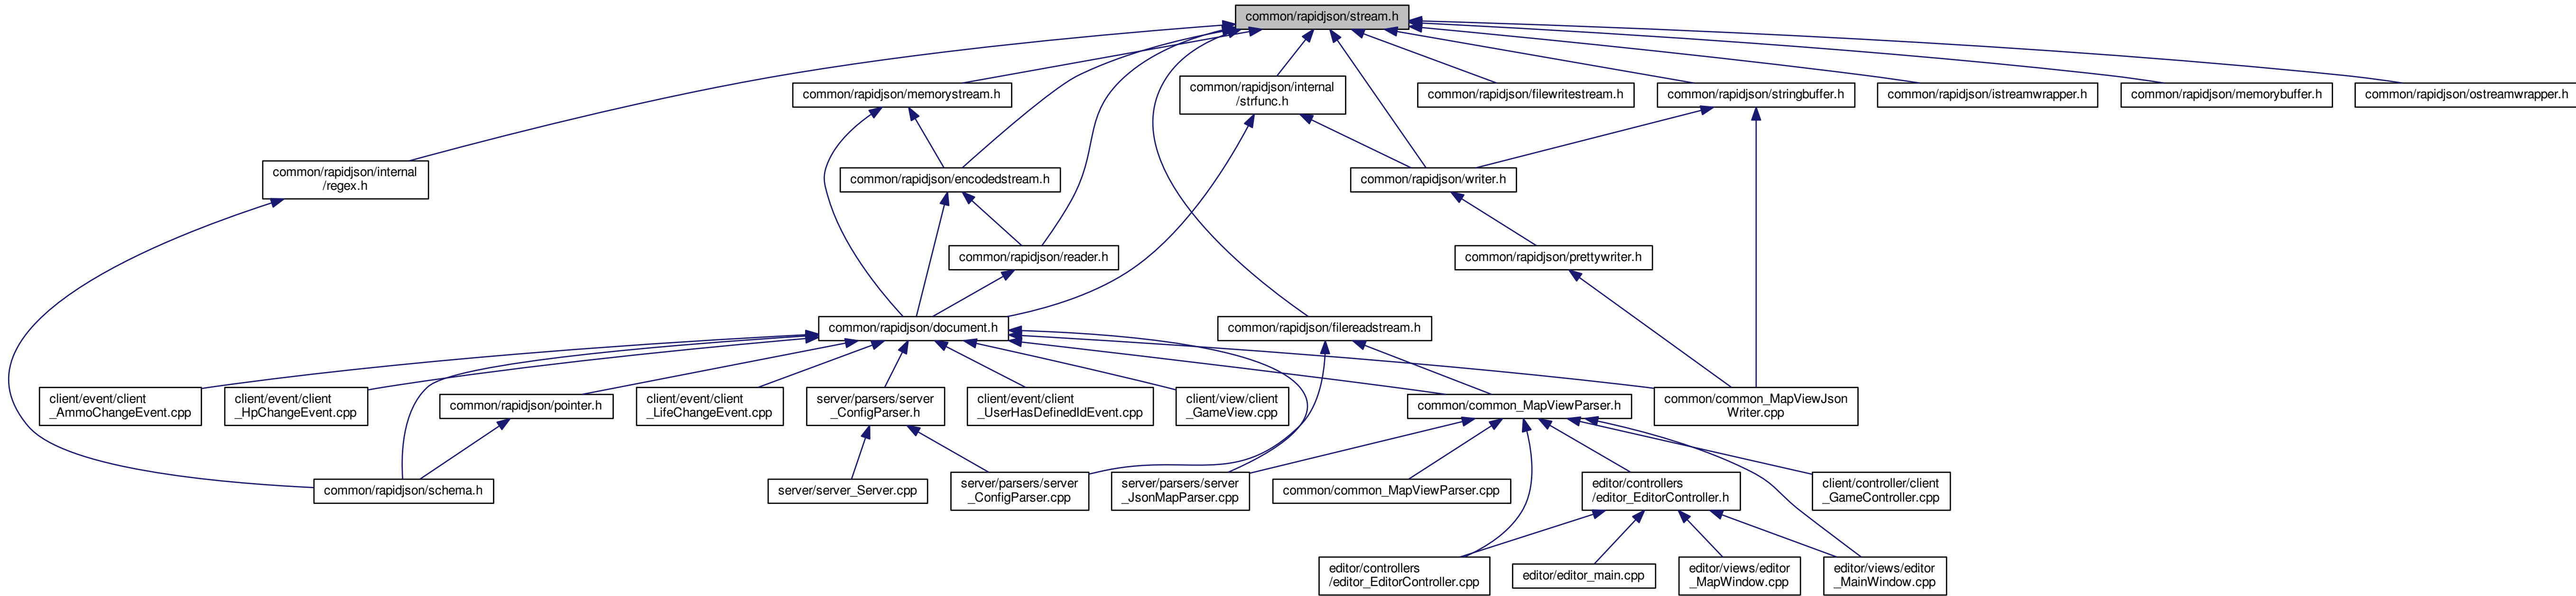 common/rapidjson/stream.h
common/rapidjson/memorystream.h
common/rapidjson/internal
/strfunc.h
common/rapidjson/filewritestream.h
common/rapidjson/stringbuffer.h
common/rapidjson/istreamwrapper.h
common/rapidjson/memorybuffer.h
common/rapidjson/ostreamwrapper.h
common/rapidjson/internal
/regex.h
common/rapidjson/encodedstream.h
common/rapidjson/writer.h
common/rapidjson/reader.h
common/rapidjson/prettywriter.h
common/rapidjson/document.h
common/rapidjson/filereadstream.h
client/event/client
_AmmoChangeEvent.cpp
client/event/client
_HpChangeEvent.cpp
common/rapidjson/pointer.h
client/event/client
_LifeChangeEvent.cpp
server/parsers/server
_ConfigParser.h
client/event/client
_UserHasDefinedIdEvent.cpp
client/view/client
_GameView.cpp
common/common_MapViewParser.h
common/common_MapViewJson
Writer.cpp
common/rapidjson/schema.h
server/server_Server.cpp
server/parsers/server
_ConfigParser.cpp
server/parsers/server
_JsonMapParser.cpp
common/common_MapViewParser.cpp
editor/controllers
/editor_EditorController.h
client/controller/client
_GameController.cpp
editor/controllers
/editor_EditorController.cpp
editor/editor_main.cpp
editor/views/editor
_MapWindow.cpp
editor/views/editor
_MainWindow.cpp